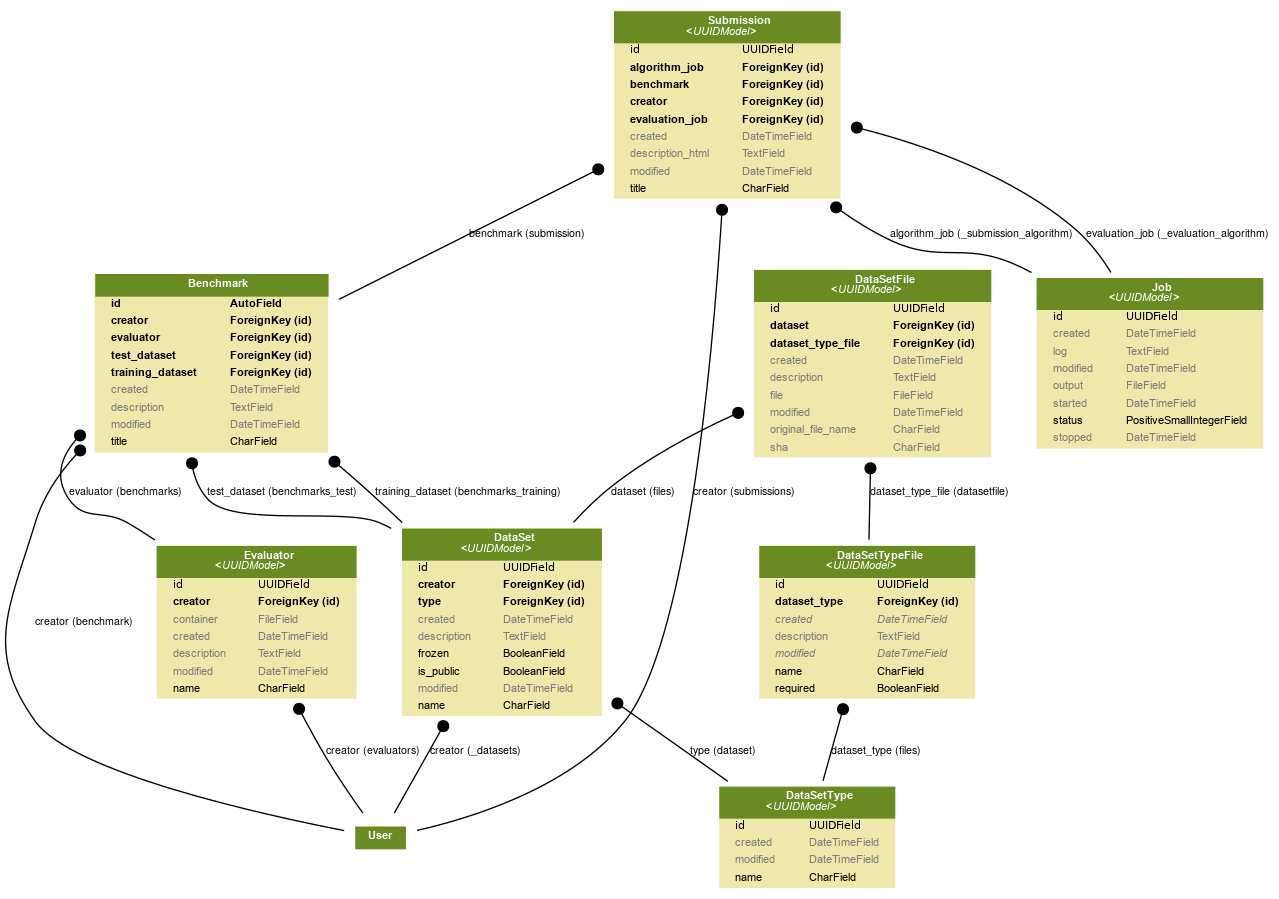 Submission
<UUIDModel>
id UUIDField
algorithm_job ForeignKey (id)
benchmark ForeignKey (id)
creator ForeignKey (id)
evaluation_job ForeignKey (id)
created DateTimeField
description_html TextField
modified DateTimeField
title CharField
benchmark (submission)
algorithm_job (_submission_algorithm)
evaluation_job (_evaluation_algorithm)
Benchmark
id AutoField
creator ForeignKey (id)
evaluator ForeignKey (id)
test_dataset ForeignKey (id)
training_dataset ForeignKey (id)
created DateTimeField
description TextField
modified DateTimeField
title CharField
DataSetFile
<UUIDModel>
id UUIDField
dataset ForeignKey (id)
dataset_type_file ForeignKey (id)
created DateTimeField
description TextField
file FileField
modified DateTimeField
original_file_name CharField
sha CharField
Job
<UUIDModel>
id UUIDField
created DateTimeField
log TextField
modified DateTimeField
output FileField
started DateTimeField
status PositiveSmallIntegerField
stopped DateTimeField
evaluator (benchmarks)
test_dataset (benchmarks_test)
training_dataset (benchmarks_training)
dataset (files)
creator (submissions)
dataset_type_file (datasetfile)
Evaluator
<UUIDModel>
id UUIDField
creator ForeignKey (id)
container FileField
created DateTimeField
description TextField
modified DateTimeField
name CharField
DataSet
<UUIDModel>
id UUIDField
creator ForeignKey (id)
type ForeignKey (id)
created DateTimeField
description TextField
frozen BooleanField
is_public BooleanField
modified DateTimeField
name CharField
DataSetTypeFile
<UUIDModel>
id UUIDField
dataset_type ForeignKey (id)
created DateTimeField
description TextField
modified DateTimeField
name CharField
required BooleanField
creator (benchmark)
creator (evaluators)
creator (_datasets)
type (dataset)
dataset_type (files)
User
DataSetType
<UUIDModel>
id UUIDField
created DateTimeField
modified DateTimeField
name CharField